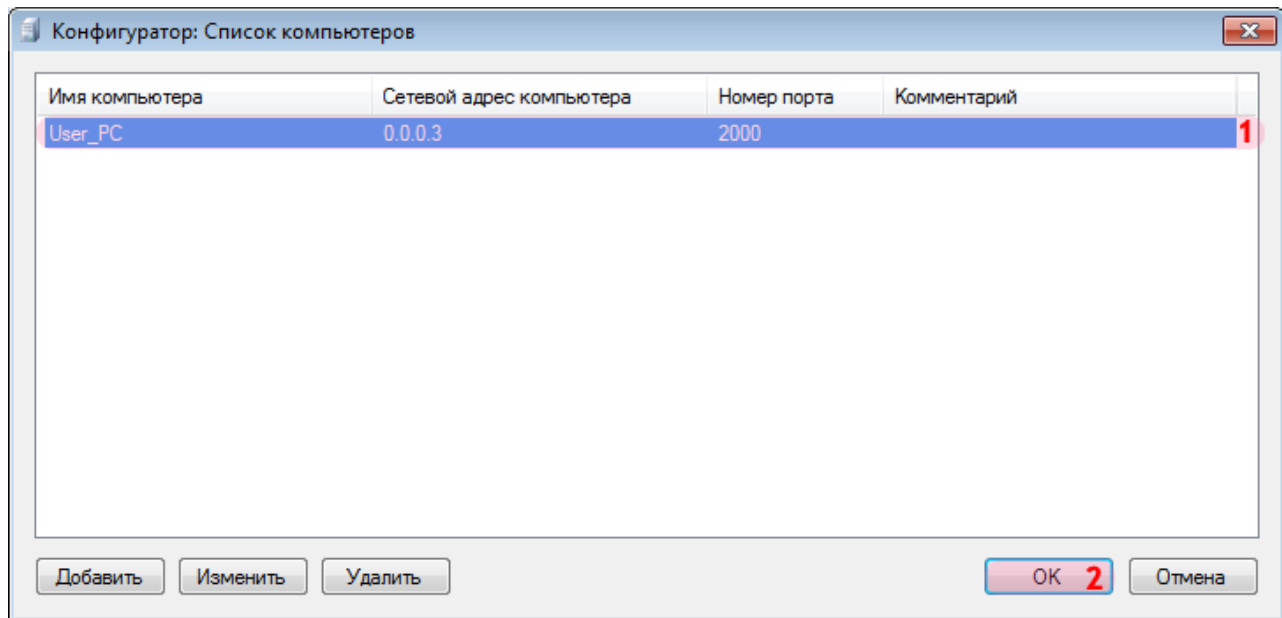 Конфигуратор: Список компьютеров
Имя компьютера Сетевой адрес компьютера Номер порта Комментарий
User_PC 0.0.0.3 2000 1
Добавить Изменить Удалить OK 2 Отмена